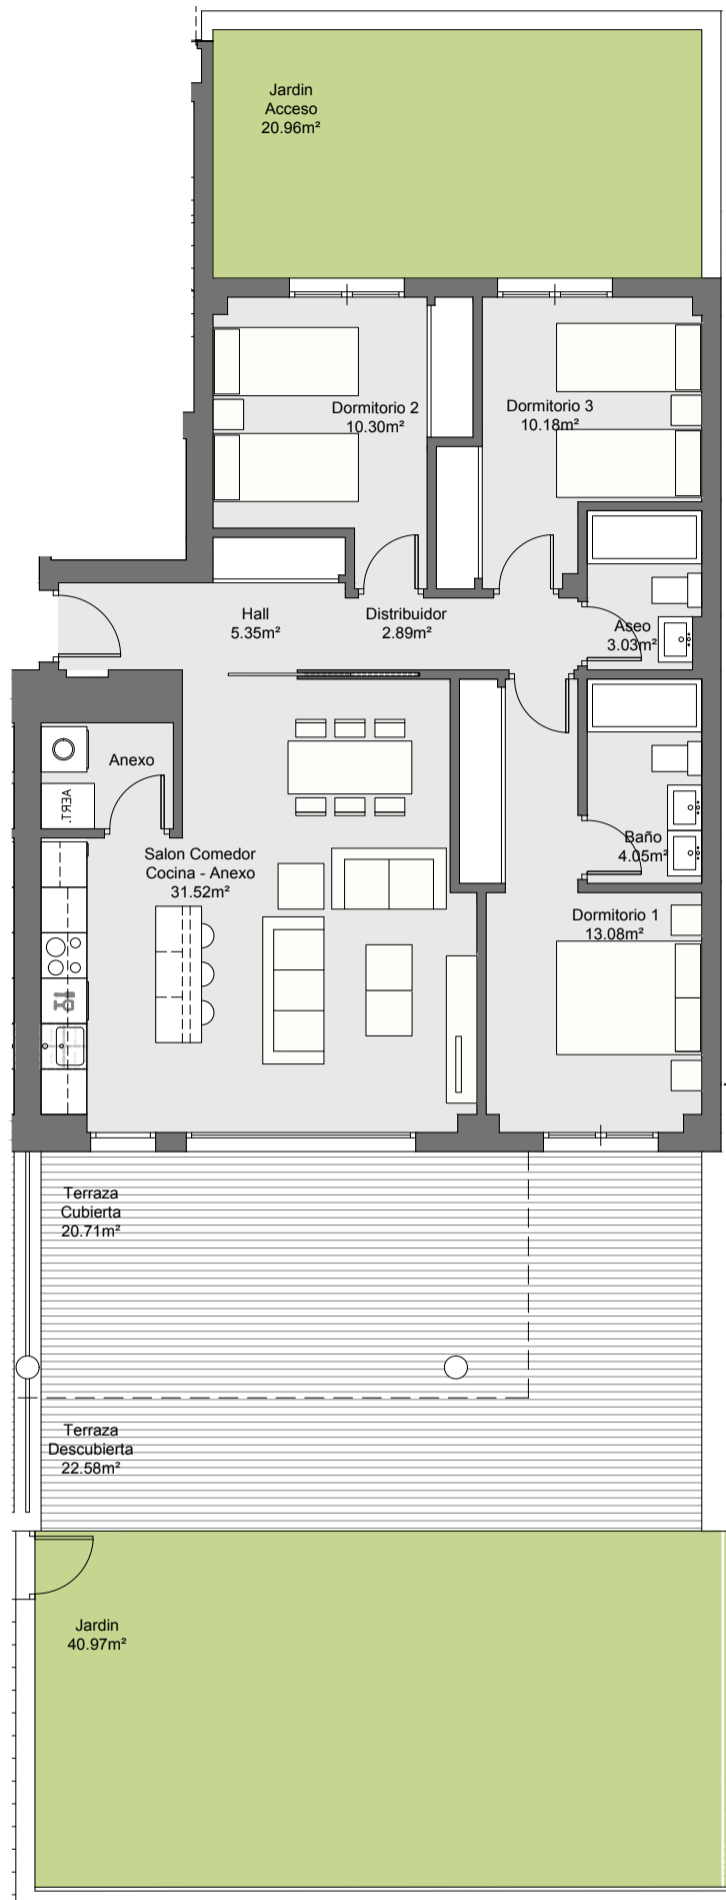 Jardin
Acceso
20.96m²
Dormitorio 2
10.30m²
Dormitorio 3
10.18m²
Hall
5.35m²
Distribuidor
2.89m²
Aseo
3.03m²
Anexo
AERT.
Salon Comedor
Cocina - Anexo
31.52m²
Baño
4.05m²
Dormitorio 1
13.08m²
Terraza
Cubierta
20.71m²
Terraza
Descubierta
22.58m²
Jardin
40.97m²